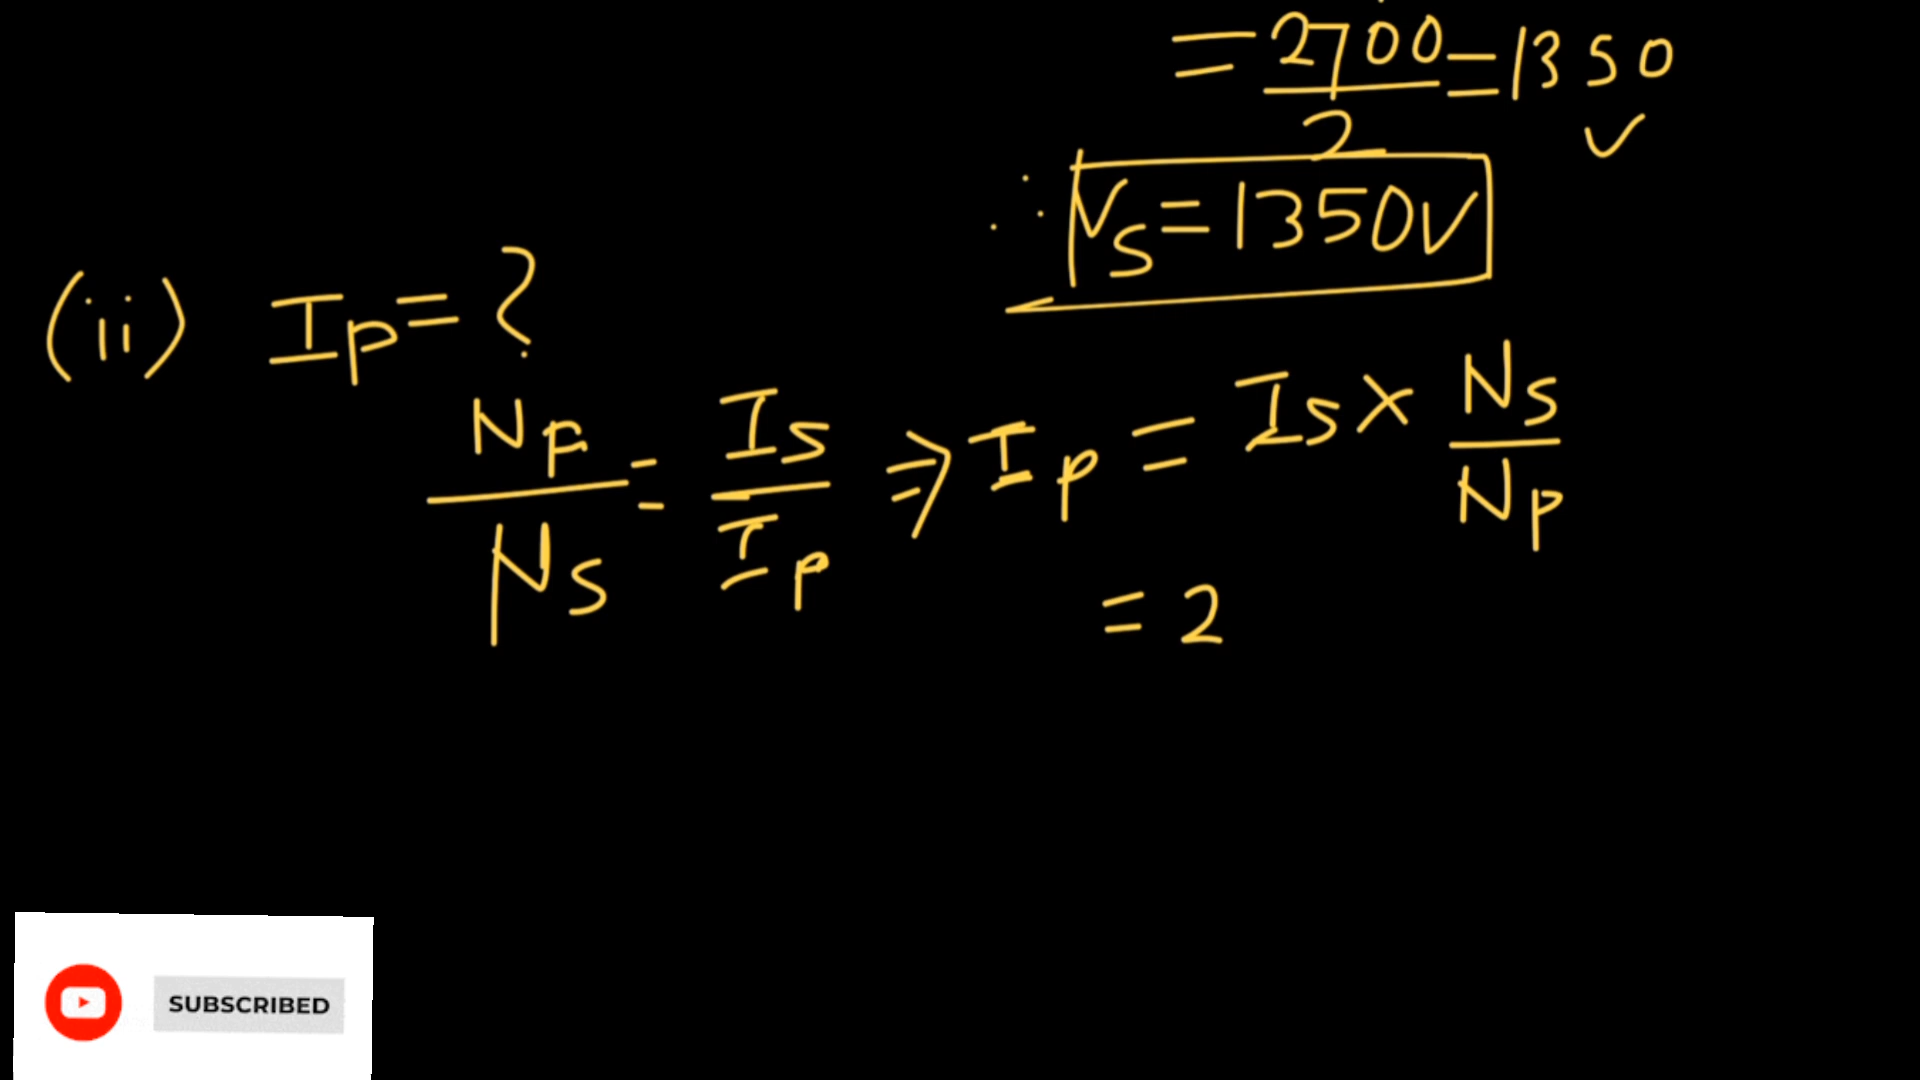 = 2700/2 = 1350
✓
∴ Vs = 1350V
(ii) Ip = ?
Np/Ns = Is/Ip ⇒ Ip = Is × Ns/Np
= 2
SUBSCRIBED